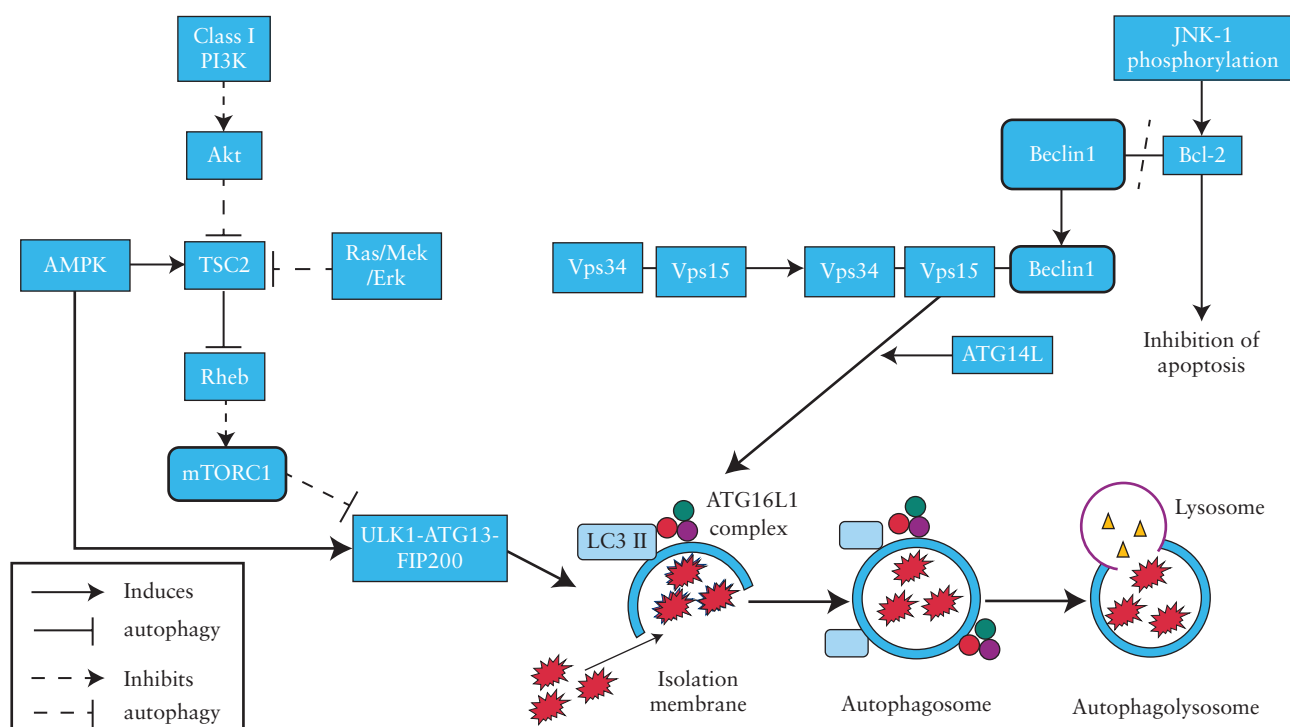 Class I
PI3K
JNK-1
phosphorylation
Akt
Beclin1
Bcl-2
AMPK
TSC2
Ras/Mek
/Erk
Vps34
Vps15
Vps34
Vps15
Beclin1
Inhibition of
apoptosis
ATG14L
Rheb
mTORC1
ULK1-ATG13-
FIP200
LC3 II
ATG16L1
complex
Lysosome
Induces
autophagy
Inhibits
autophagy
Isolation
membrane
Autophagosome
Autophagolysosome